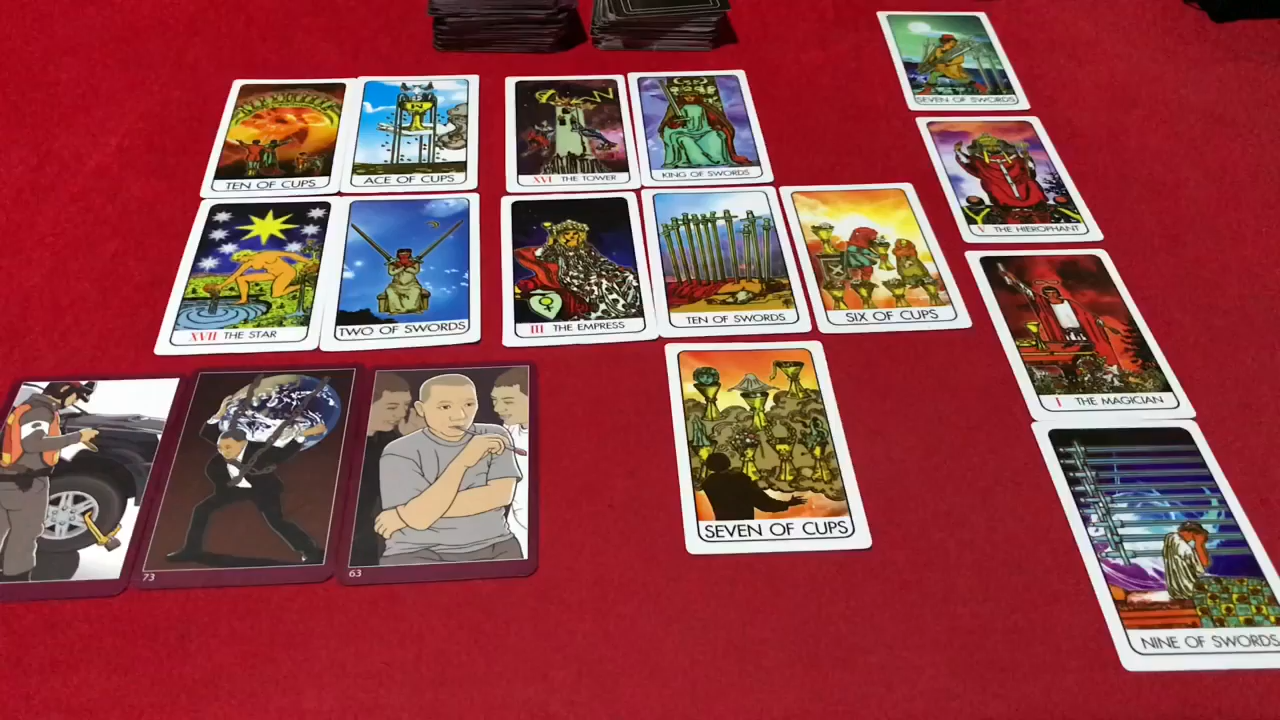 SEVEN OF SWORDS
TEN OF CUPS
ACE OF CUPS
XVI THE TOWER
KING OF SWORDS
V THE HIEROPHANT
XVII THE STAR
TWO OF SWORDS
III THE EMPRESS
TEN OF SWORDS
SIX OF CUPS
I THE MAGICIAN
73
63
SEVEN OF CUPS
NINE OF SWORDS